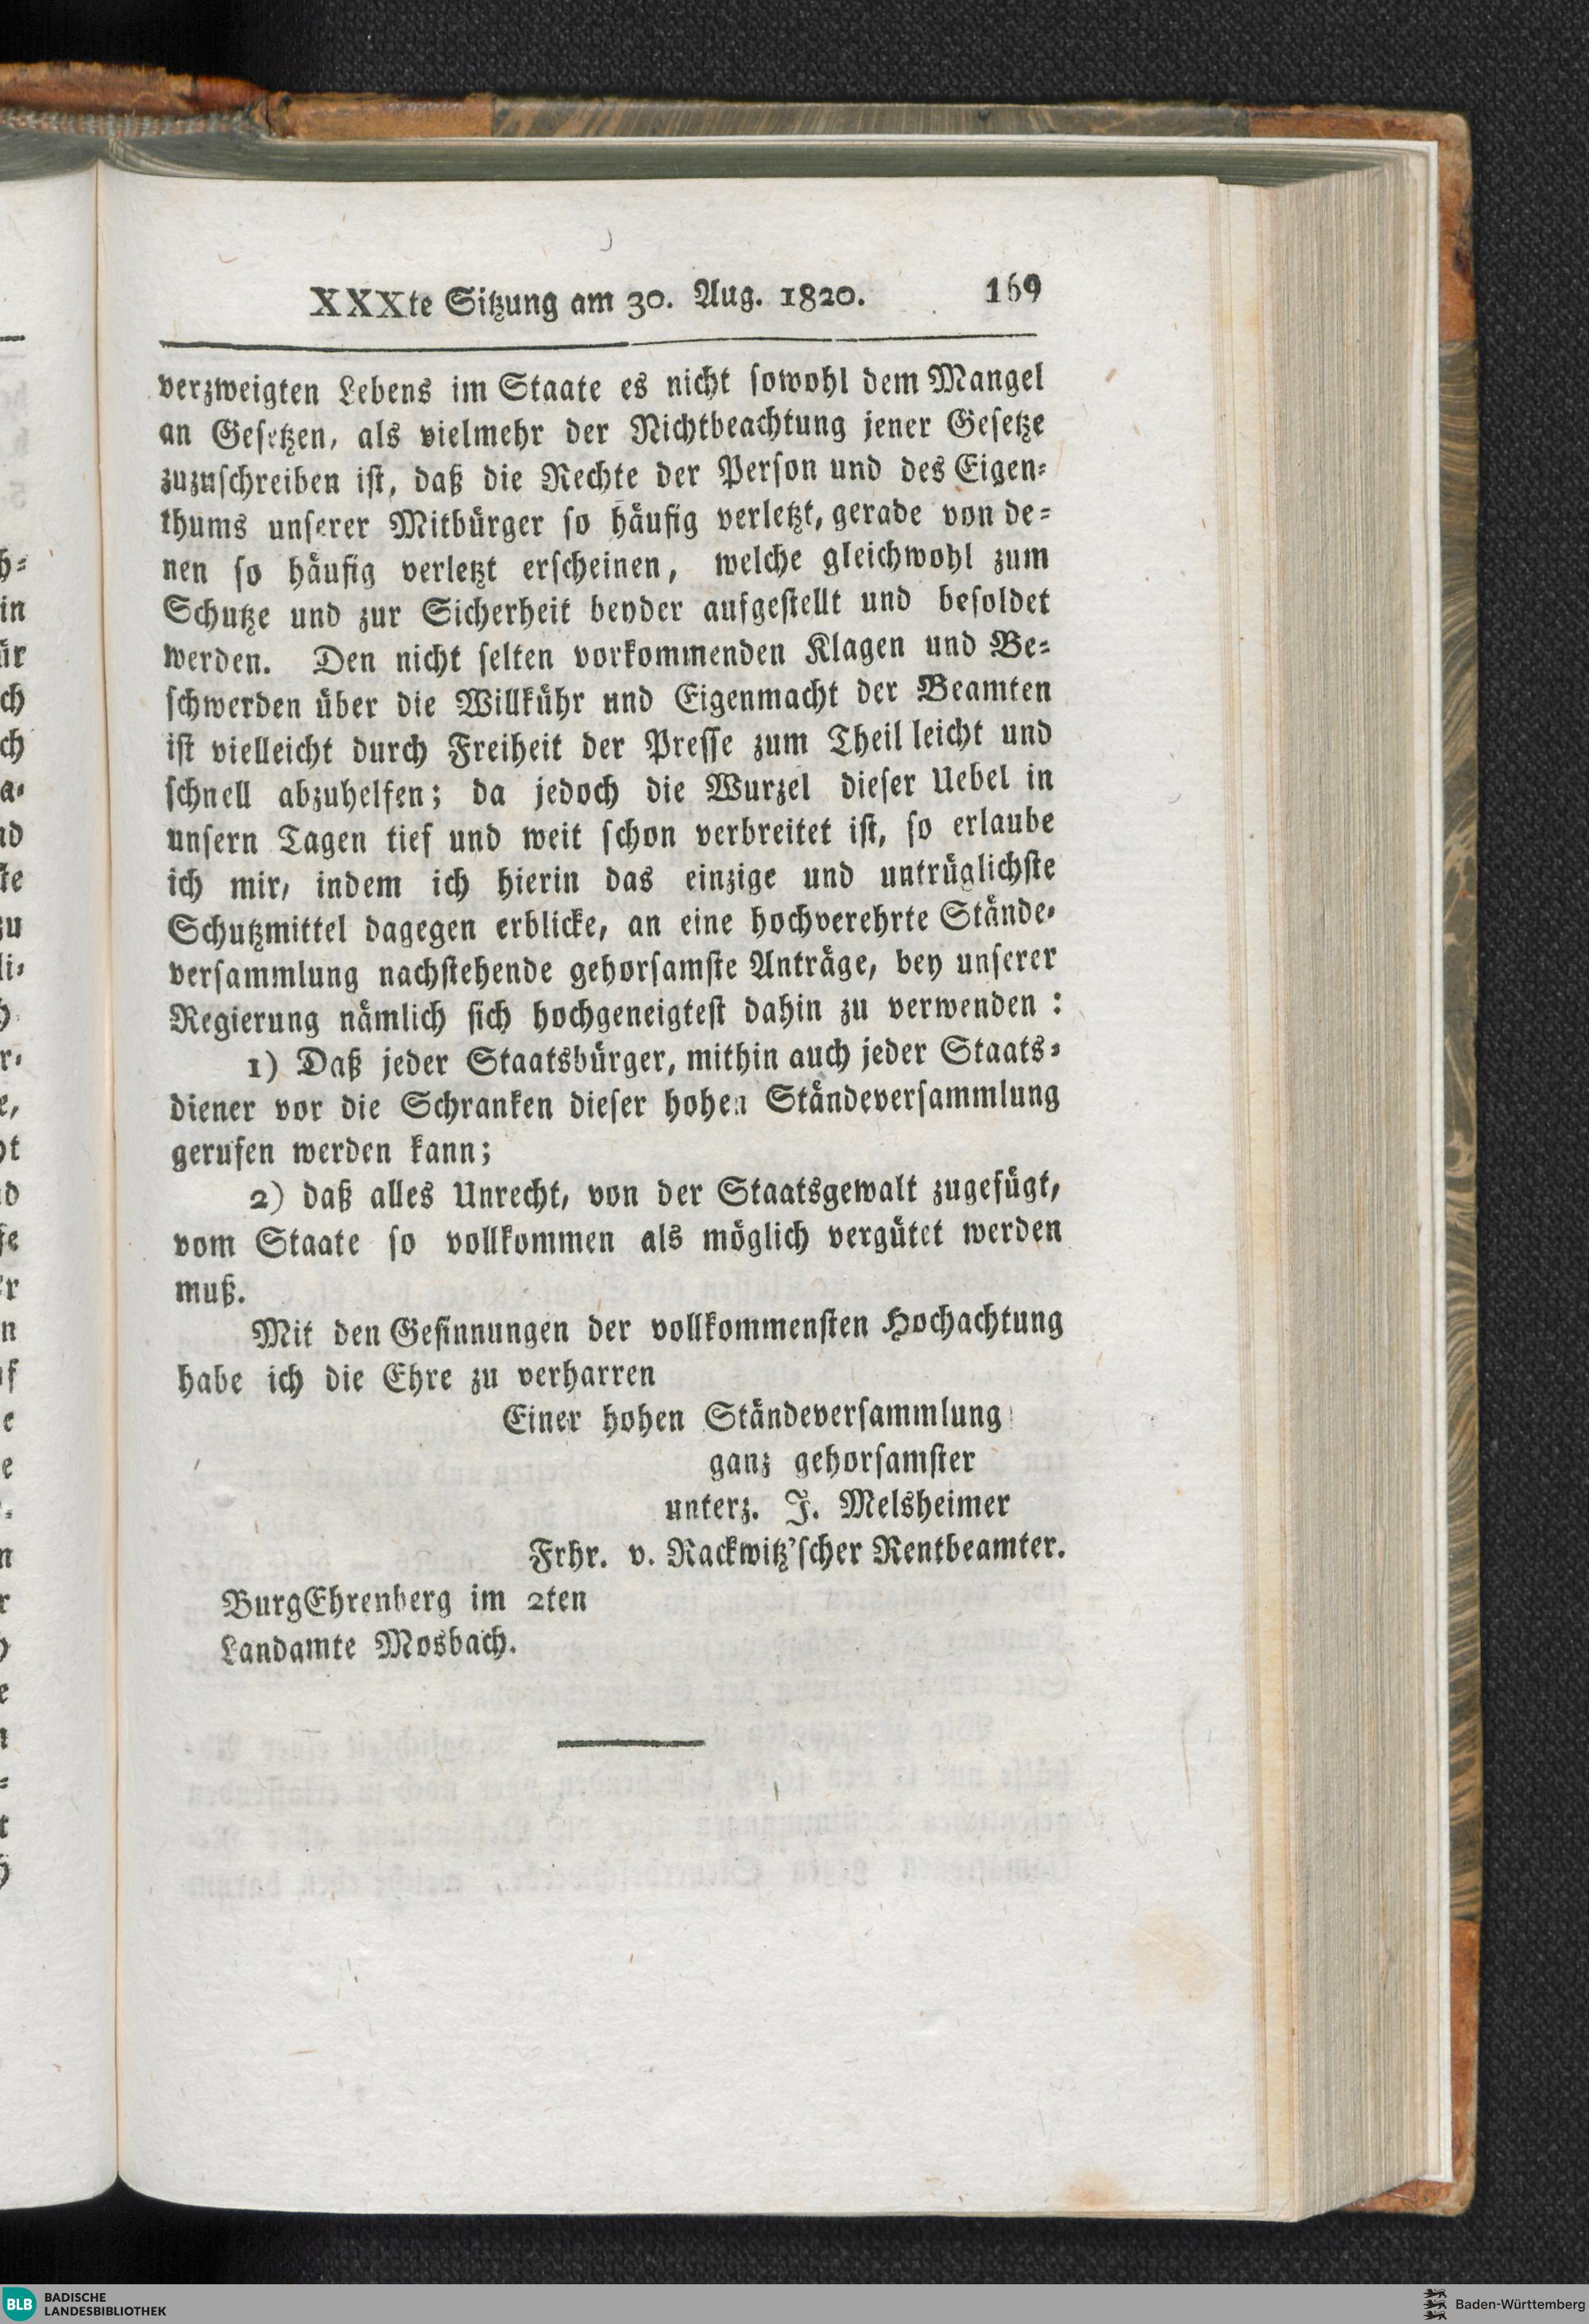 XXXte Sitzung am 30. Aug. 1820. 169
verzweigten Lebens im Staate es nicht sowohl dem Mangel
an Gesetzen, als vielmehr der Nichtbeachtung jener Gesetze
zuzuschreiben ist, daß die Rechte der Person und des Eigen-
thums unserer Mitbürger so häufig verletzt, gerade von de-
nen so häufig verletzt erscheinen, welche gleichwohl zum
Schutze und zur Sicherheit beyder aufgestellt und besoldet
werden. Den nicht selten vorkommenden Klagen und Be-
schwerden über die Willkühr und Eigenmacht der Beamten
ist vielleicht durch Freiheit der Presse zum Theil leicht und
schnell abzuhelfen; da jedoch die Wurzel dieser Uebel in
unsern Tagen tief und weit schon verbreitet ist, so erlaube
ich mir, indem ich hierin das einzige und untrüglichste
Schutzmittel dagegen erblicke, an eine hochverehrte Stände-
versammlung nachstehende gehorsamste Anträge, bey unserer
Regierung nämlich sich hochgeneigtest dahin zu verwenden :
1) Daß jeder Staatsbürger, mithin auch jeder Staats-
diener vor die Schranken dieser hohen Ständeversammlung
gerufen werden kann;
2) daß alles Unrecht, von der Staatsgewalt zugefügt,
vom Staate so vollkommen als möglich vergütet werden
muß.
Mit den Gesinnungen der vollkommensten Hochachtung
habe ich die Ehre zu verharren
Einer hohen Ständeversammlung
ganz gehorsamster
unterz. J. Melsheimer
Frhr. v. Rackwitz'scher Rentbeamter.
BurgEhrenberg im 2ten
Landamte Mosbach.
BLB BADISCHE
LANDESBIBLIOTHEK
Baden-Württemberg